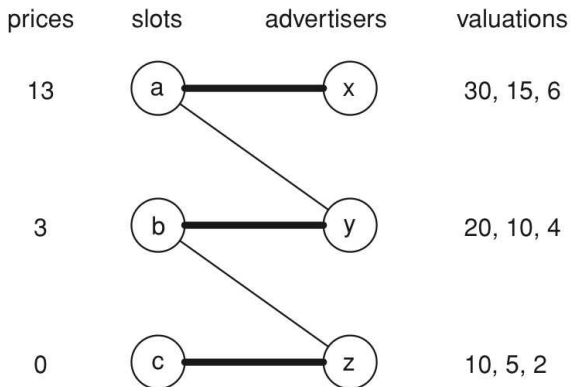 prices slots advertisers valuations
13 a x 30, 15, 6
3 b y 20, 10, 4
0 c z 10, 5, 2